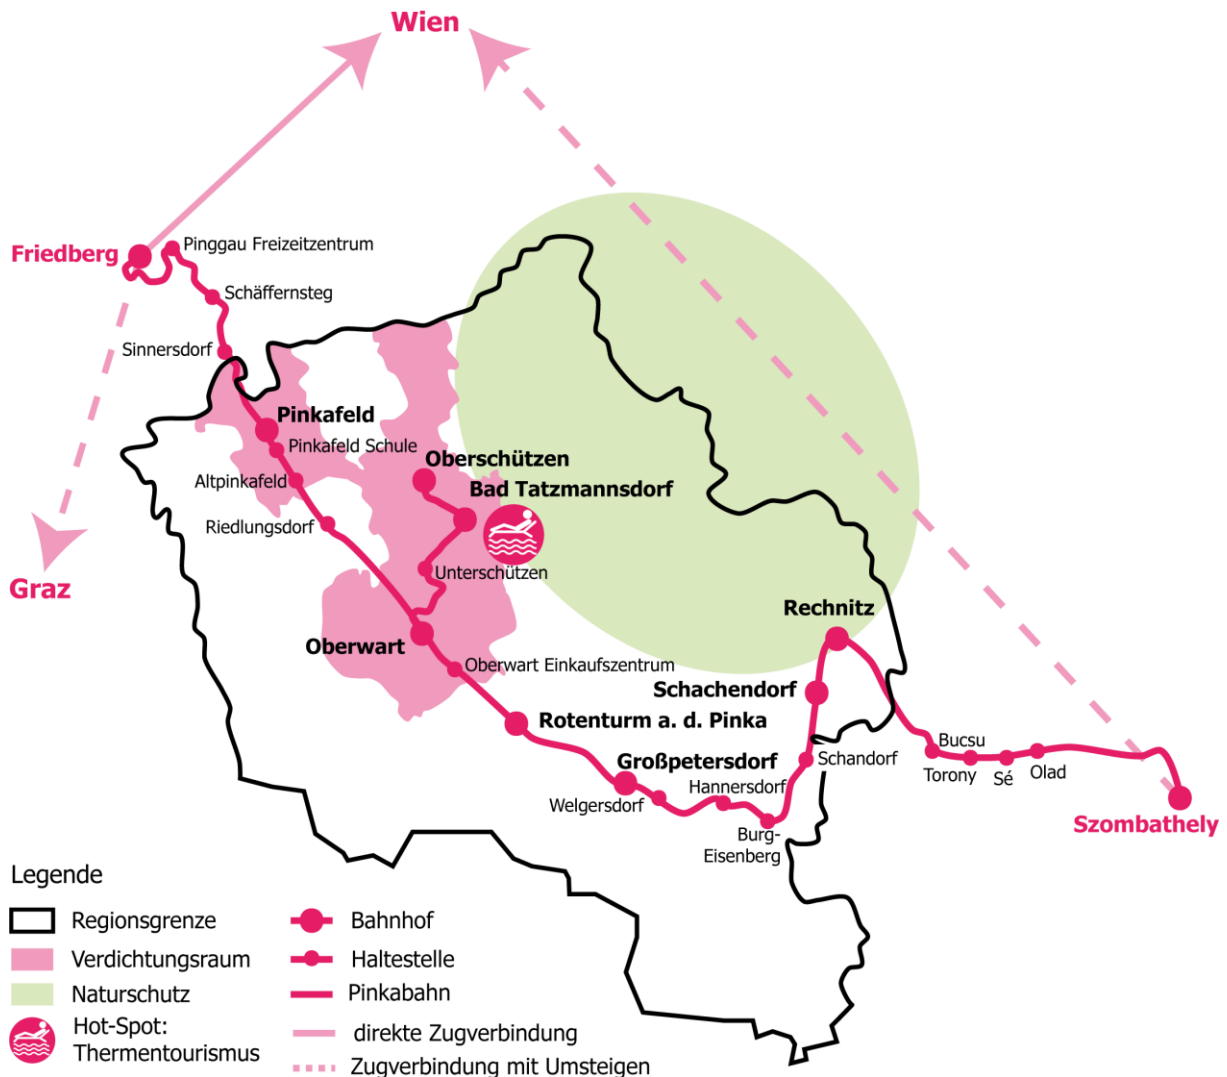 Wien
Friedberg
Pinggau Freizeitzentrum
Schäffernsteg
Sinnersdorf
Pinkafeld
Pinkafeld Schule
Oberschützen
Altpinkafeld
Bad Tatzmannsdorf
Riedlungsdorf
Graz
Unterschützen
Rechnitz
Oberwart
Oberwart Einkaufszentrum
Schachendorf
Rotenturm a. d. Pinka
Großpetersdorf
Schandorf
Bucsu
Torony
Sé
Olad
Hannersdorf
Welgersdorf
Szombathely
Burg-
Eisenberg
Legende
Regionsgrenze
Verdichtungsraum
Naturschutz
Hot-Spot:
Thermentourismus
Bahnhof
Haltestelle
Pinkabahn
direkte Zugverbindung
Zugverbindung mit Umsteigen